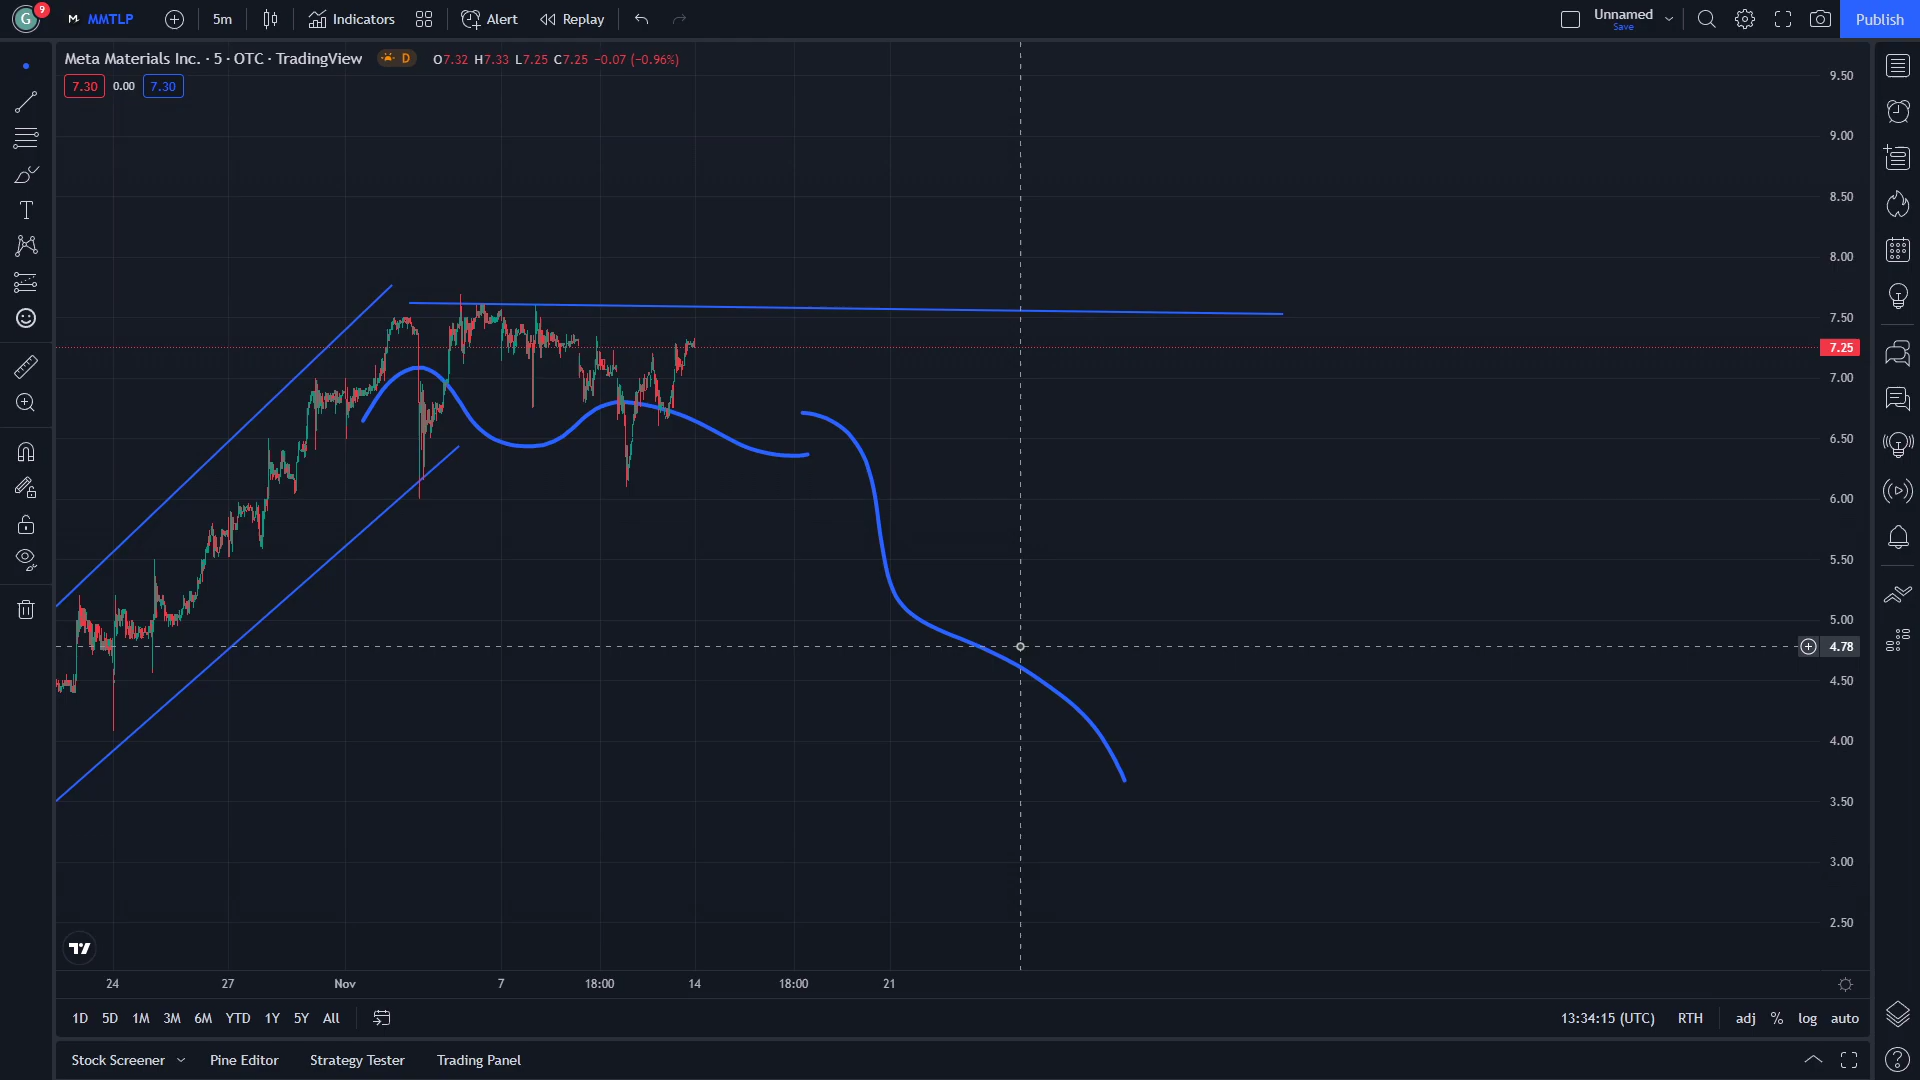 G 9 MMTLP 5m Indicators Alert Replay Unnamed Save Publish
Meta Materials Inc. · 5 · OTC · TradingView D O7.32 H7.33 L7.25 C7.25 −0.07 (−0.96%)
7.30 0.00 7.30
9.50
9.00
8.50
8.00
7.50
7.25
7.00
6.50
6.00
5.50
5.00
4.78
4.50
4.00
3.50
3.00
2.50
24 27 Nov 7 18:00 14 18:00 21
1D 5D 1M 3M 6M YTD 1Y 5Y All 13:34:15 (UTC) RTH adj % log auto
Stock Screener Pine Editor Strategy Tester Trading Panel